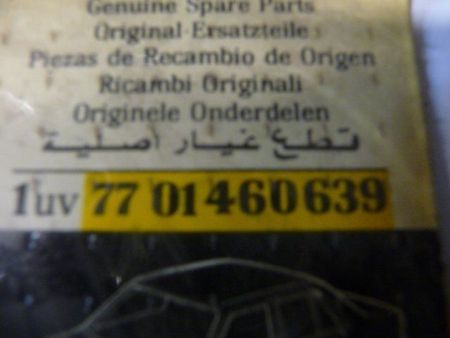 Genuine Spare Parts
Original-Ersatzteile
Piezas de Recambio de Origen
Ricambi Originali
Originele Onderdelen
قطع غيار اصلية
1uv 77 01 460 639